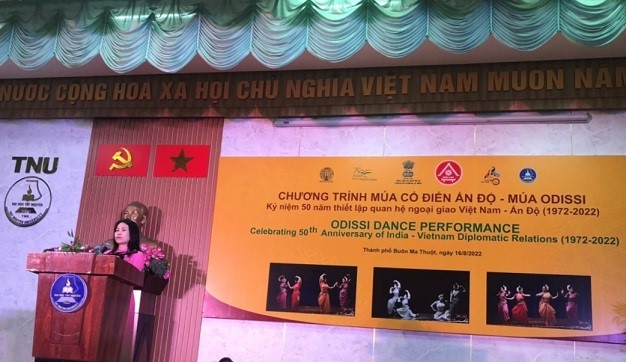 NƯỚC CỘNG HÒA XÃ HỘI CHỦ NGHĨA VIỆT NAM MUÔN NĂM
TNU
CHƯƠNG TRÌNH MÚA CỔ ĐIỂN ẤN ĐỘ - MÚA ODISSI
Kỷ niệm 50 năm thiết lập quan hệ ngoại giao Việt Nam - Ấn Độ (1972-2022)
ODISSI DANCE PERFORMANCE
Celebrating 50th Anniversary of India - Vietnam Diplomatic Relations (1972-2022)
Thành phố Buôn Ma Thuột, ngày 16/8/2022